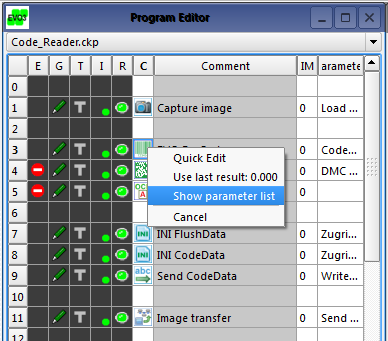 EVO3 Program Editor
Code_Reader.ckp
E G T I R C Comment IM arameter
0
1 T Capture image 0 Load ...
2
3 T 0 Code...
4 T 0 DMC ...
5 T 0
Quick Edit
Use last result: 0.000
Show parameter list
Cancel
7 T INI INI FlushData 0 Zugri...
8 T INI INI CodeData 0 Zugri...
9 T abc Send CodeData 0 Write...
10
11 T Image transfer 0 Send ...
12